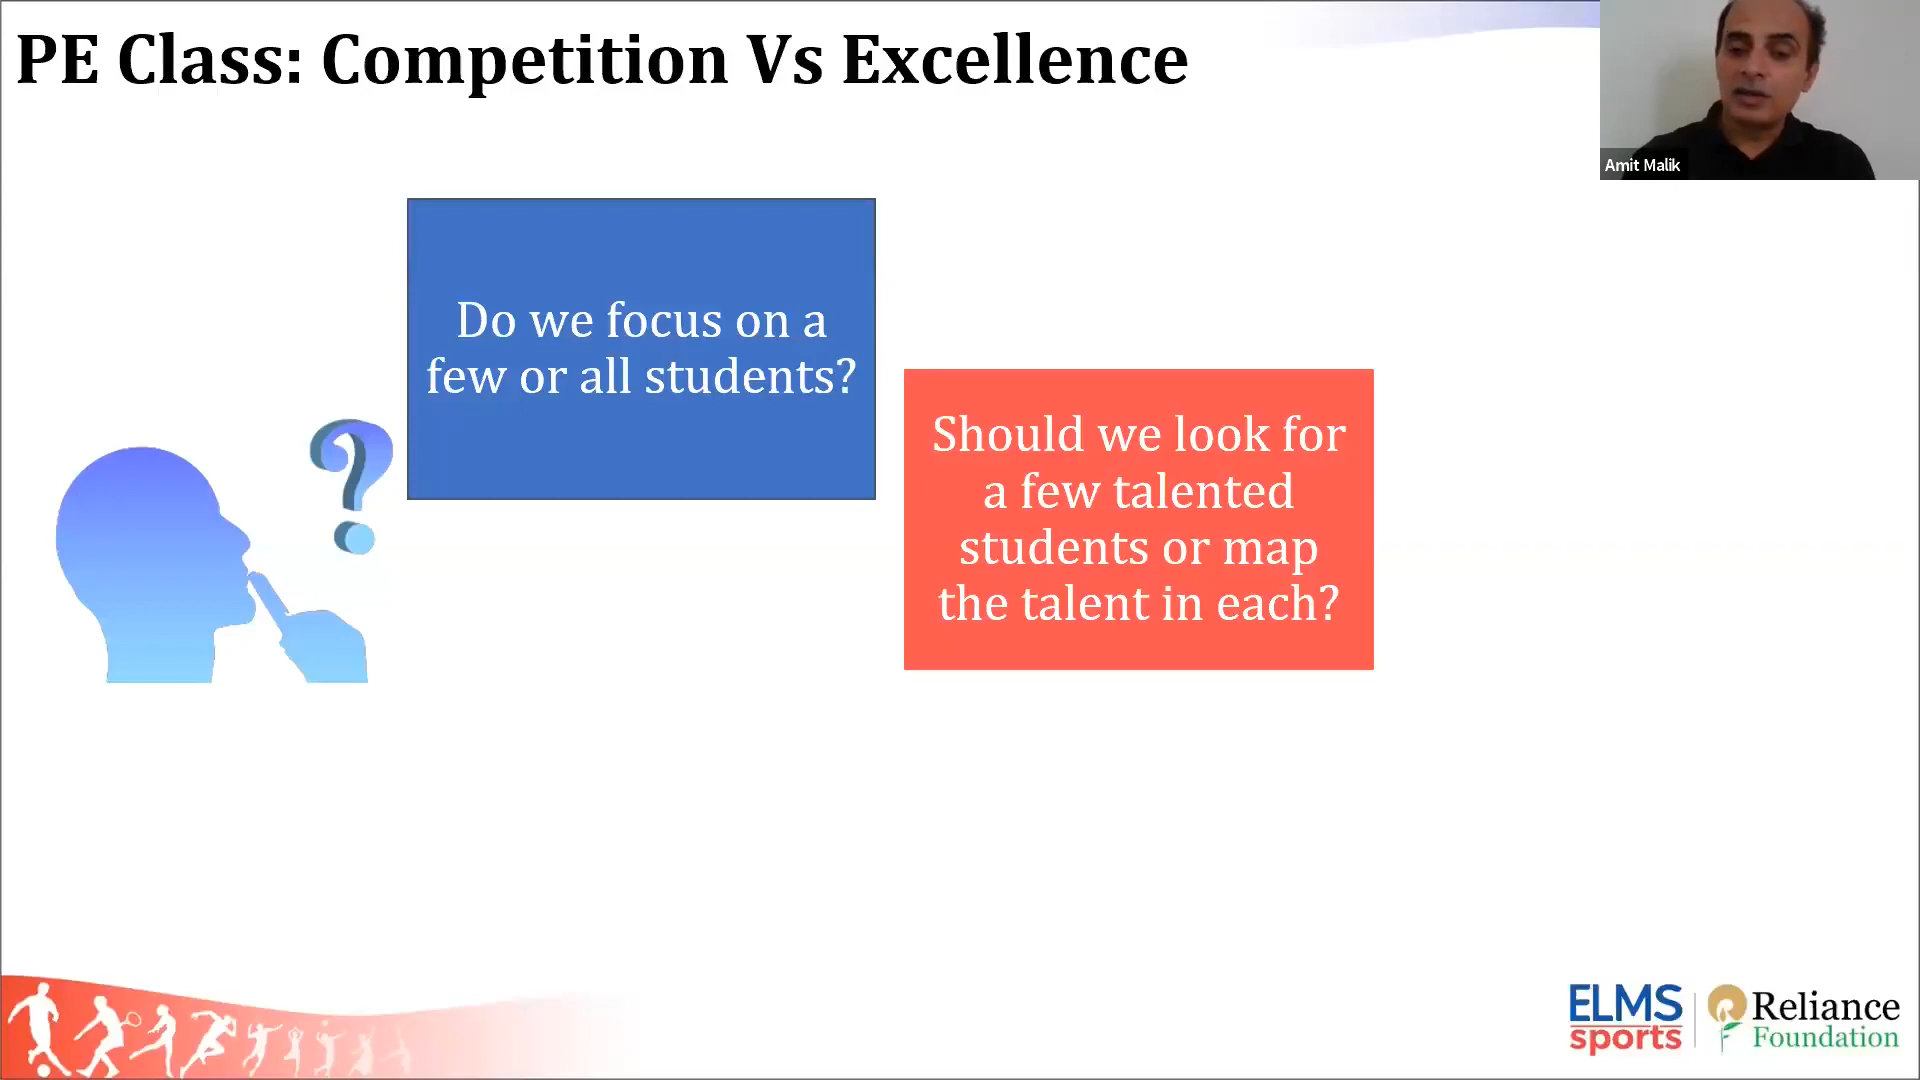 PE Class: Competition Vs Excellence
Amit Malik
Do we focus on a
few or all students?
?
Should we look for
a few talented
students or map
the talent in each?
ELMS
sports
Reliance
Foundation